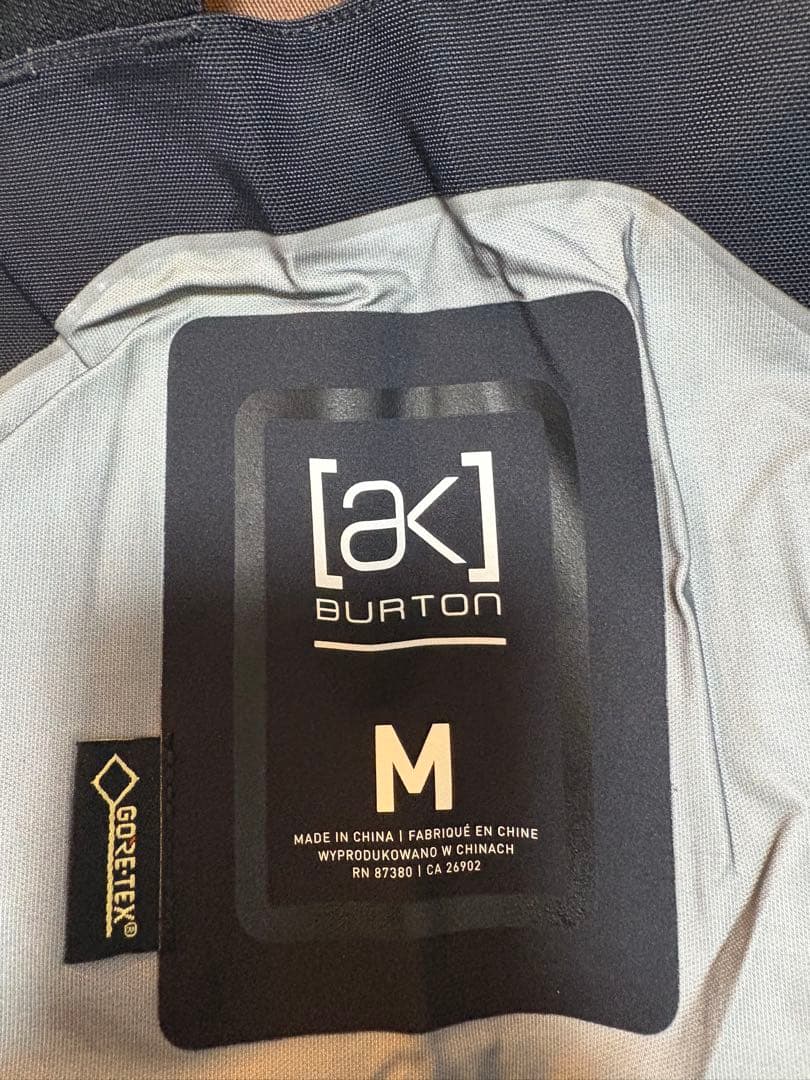 [ak]
BURTON
M
MADE IN CHINA | FABRIQUÉ EN CHINE
WYPRODUKOWANO W CHINACH
RN 87380 | CA 26902
GORE-TEX®